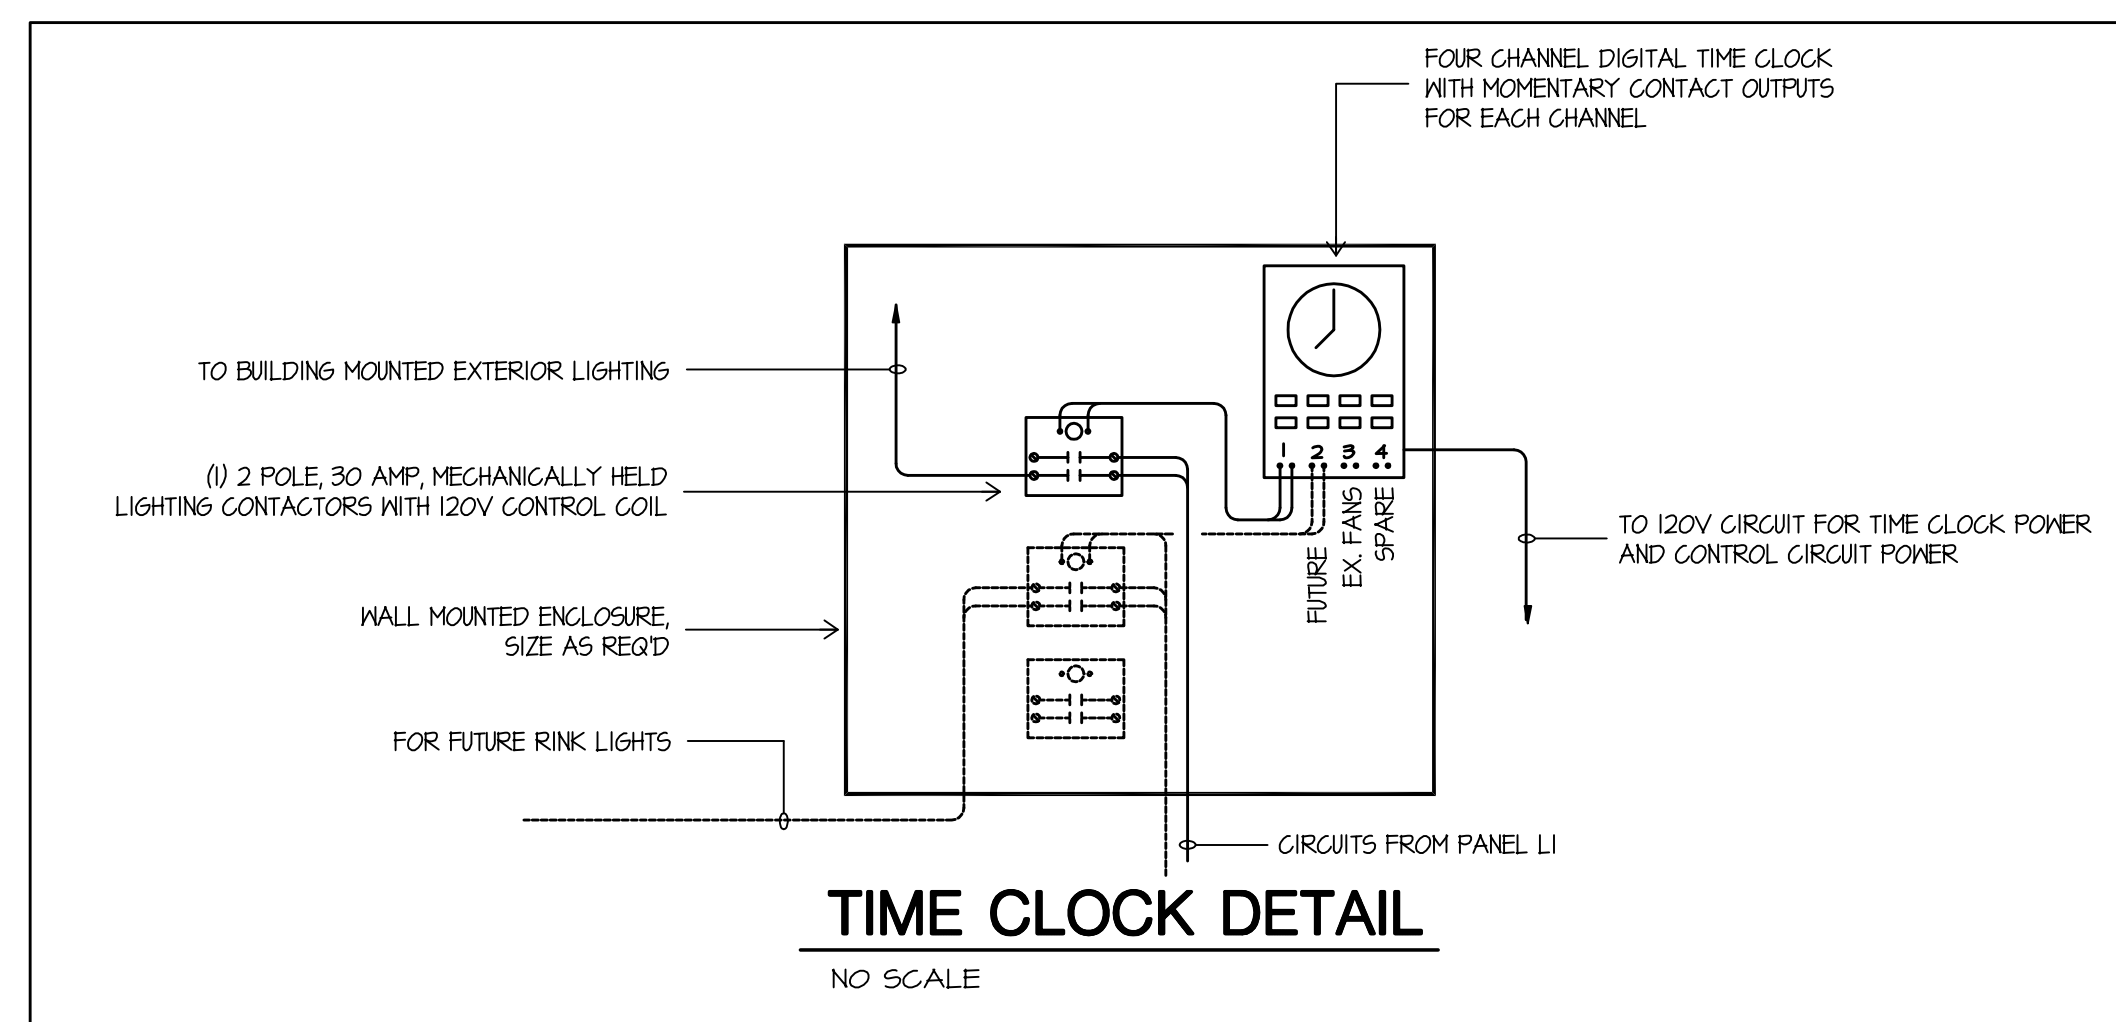 FOUR CHANNEL DIGITAL TIME CLOCK
WITH MOMENTARY CONTACT OUTPUTS
FOR EACH CHANNEL
TO BUILDING MOUNTED EXTERIOR LIGHTING
(1) 2 POLE, 30 AMP, MECHANICALLY HELD
LIGHTING CONTACTORS WITH 120V CONTROL COIL
1 2 3 4
FUTURE
EX. FANS
SPARE
TO 120V CIRCUIT FOR TIME CLOCK POWER
AND CONTROL CIRCUIT POWER
WALL MOUNTED ENCLOSURE,
SIZE AS REQ'D
FOR FUTURE RINK LIGHTS
CIRCUITS FROM PANEL L1
TIME CLOCK DETAIL
NO SCALE